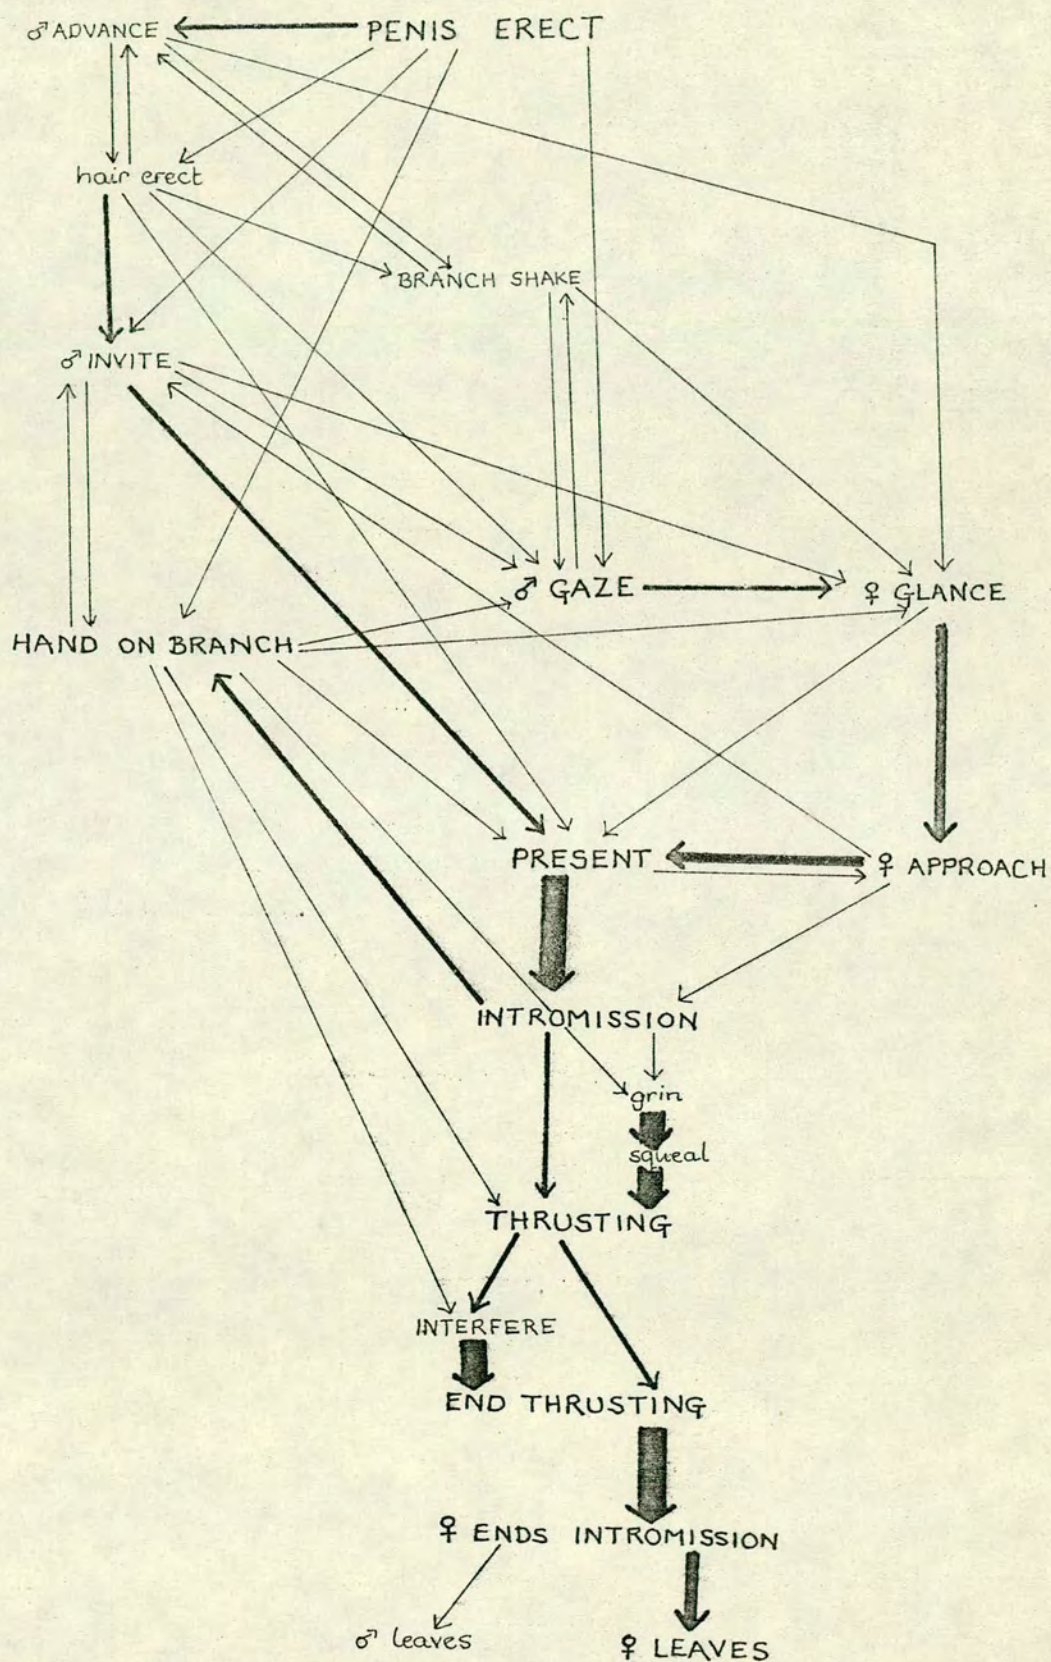 ♂ ADVANCE PENIS ERECT
hair erect
BRANCH SHAKE
♂ INVITE
♂ GAZE ♀ GLANCE
HAND ON BRANCH
PRESENT ♀ APPROACH
INTROMISSION
grin
squeal
THRUSTING
INTERFERE
END THRUSTING
♀ ENDS INTROMISSION
♂ leaves ♀ LEAVES